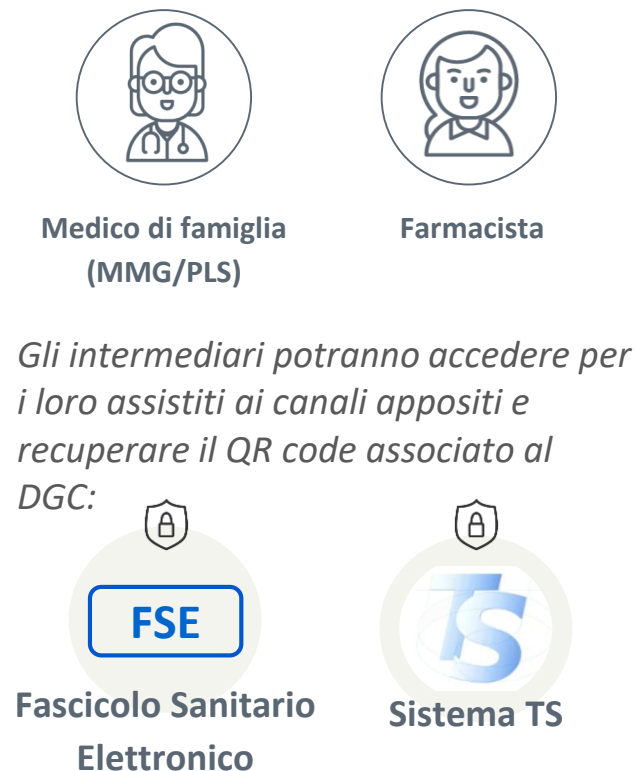 Medico di famiglia
(MMG/PLS)
Farmacista
Gli intermediari potranno accedere per
i loro assistiti ai canali appositi e
recuperare il QR code associato al
DGC:
FSE
TS
Fascicolo Sanitario
Elettronico
Sistema TS